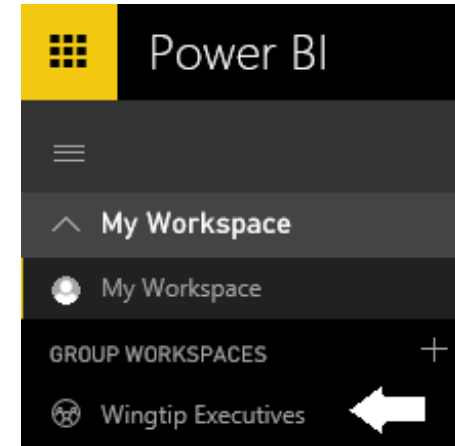 Power BI
My Workspace
My Workspace
GROUP WORKSPACES
Wingtip Executives